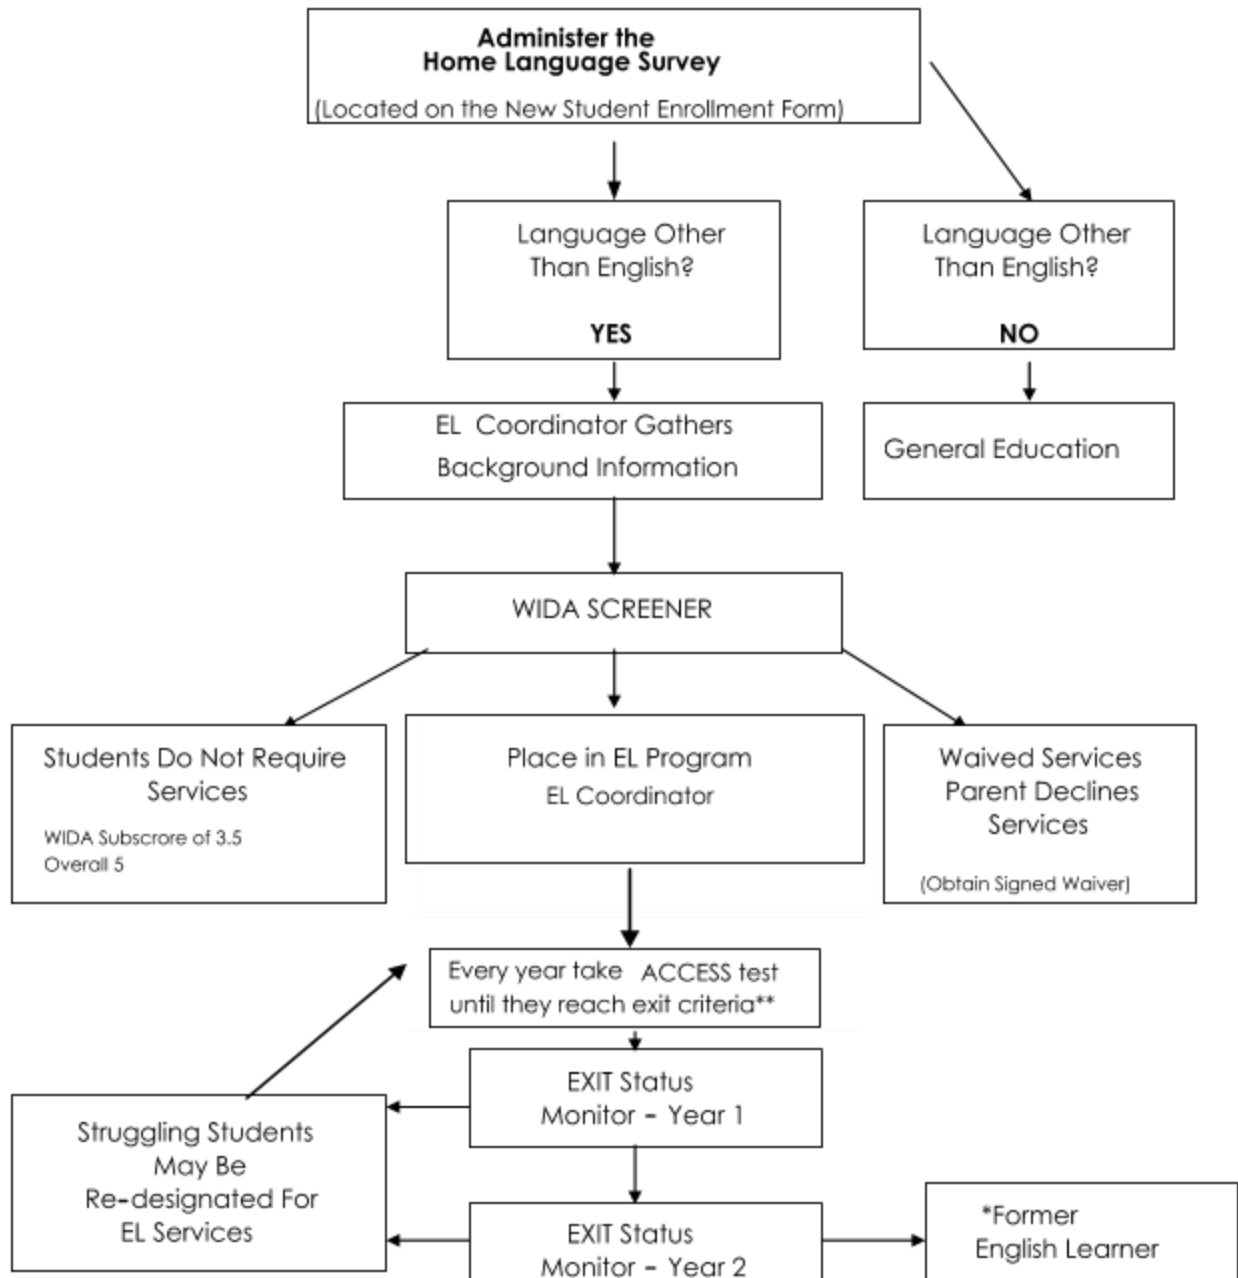 Administer the
Home Language Survey
(Located on the New Student Enrollment Form)
Language Other
Than English?
YES
Language Other
Than English?
NO
EL Coordinator Gathers
Background Information
General Education
WIDA SCREENER
Students Do Not Require
Services
WIDA Subscrore of 3.5
Overall 5
Place in EL Program
EL Coordinator
Waived Services
Parent Declines
Services
(Obtain Signed Waiver)
Every year take ACCESS test
until they reach exit criteria**
EXIT Status
Monitor - Year 1
Struggling Students
May Be
Re-designated For
EL Services
EXIT Status
Monitor - Year 2
*Former
English Learner